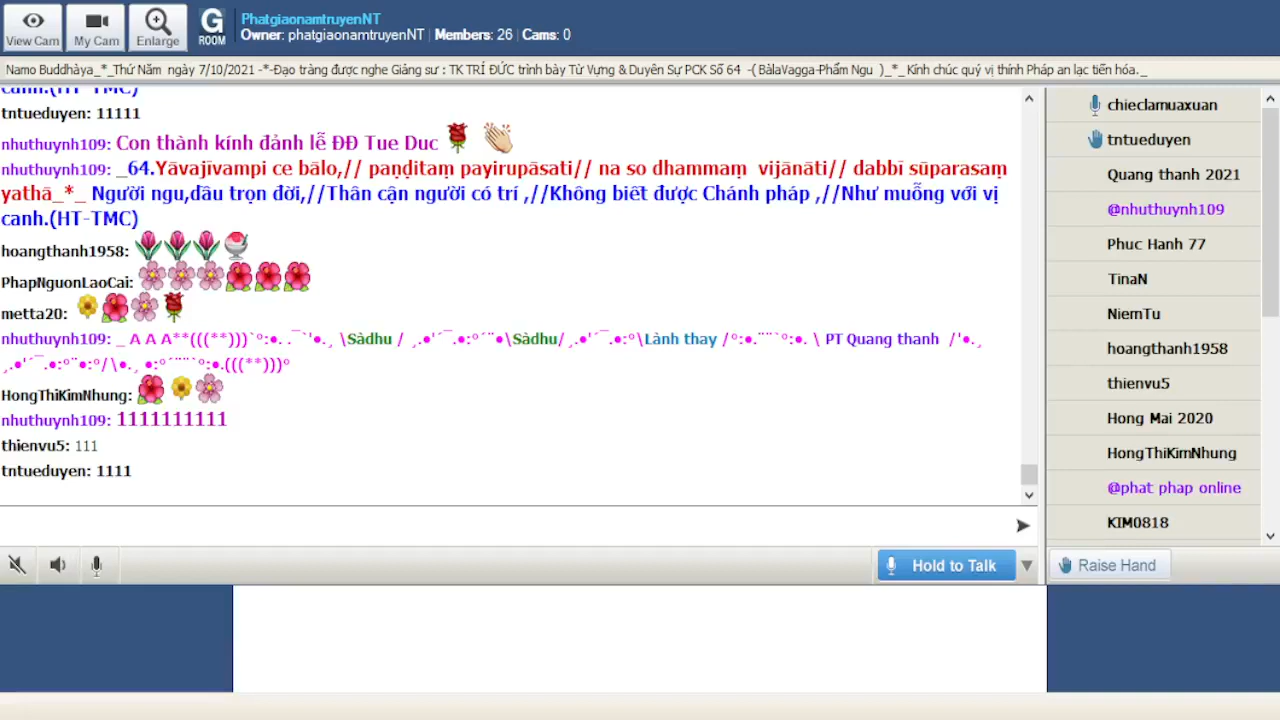 PhatgiaonamtruyenNT
Owner: phatgiaonamtruyenNT | Members: 26 | Cams: 0
View Cam
My Cam
Enlarge
G
ROOM
Namo Buddhàya_*_Thứ Năm ngày 7/10/2021 -*-Đạo tràng được nghe Giảng sư : TK TRÍ ĐỨC trình bày Từ Vựng & Duyên Sự PCK Số 64 -( BàlaVagga-Phẩm Ngu )_*_ Kính chúc quý vị thính Pháp an lạc tiến hóa._
canh.(HT-TMC)
tntueduyen: 11111
nhuthuynh109: Con thành kính đảnh lễ ĐĐ Tue Duc 🌹 👏
nhuthuynh109: _64.Yāvajīvampi ce bālo,// paṇḍitaṃ payirupāsati// na so dhammaṃ vijānāti// dabbī sūparasaṃ
yathā_*_ Người ngu,dầu trọn đời,//Thân cận người có trí ,//Không biết được Chánh pháp ,//Như muỗng với vị
canh.(HT-TMC)
hoangthanh1958: 🌷🌷🌷🍧
PhapNguonLaoCai: 🌸🌸🌸🌺🌺🌺
metta20: 🌼🌺🌸🌹
nhuthuynh109: _ A A A**(((**)))`°:•. .¯`'•.¸ \Sàdhu / ¸.•'´¯.•:°´¨•\Sàdhu/¸.•'´¯.•:°\Lành thay /°:•.¨¨`°:•. \ PT Quang thanh /'•.¸
¸.•'´¯.•:°¨•:°/\•.¸ •:°´¨¨`°:•.(((**)))°
HongThiKimNhung: 🌺 🌼🌸
nhuthuynh109: 1111111111
thienvu5: 111
tntueduyen: 1111
chieclamuaxuan
tntueduyen
Quang thanh 2021
@nhuthuynh109
Phuc Hanh 77
TinaN
NiemTu
hoangthanh1958
thienvu5
Hong Mai 2020
HongThiKimNhung
@phat phap online
KIM0818
Hold to Talk
Raise Hand